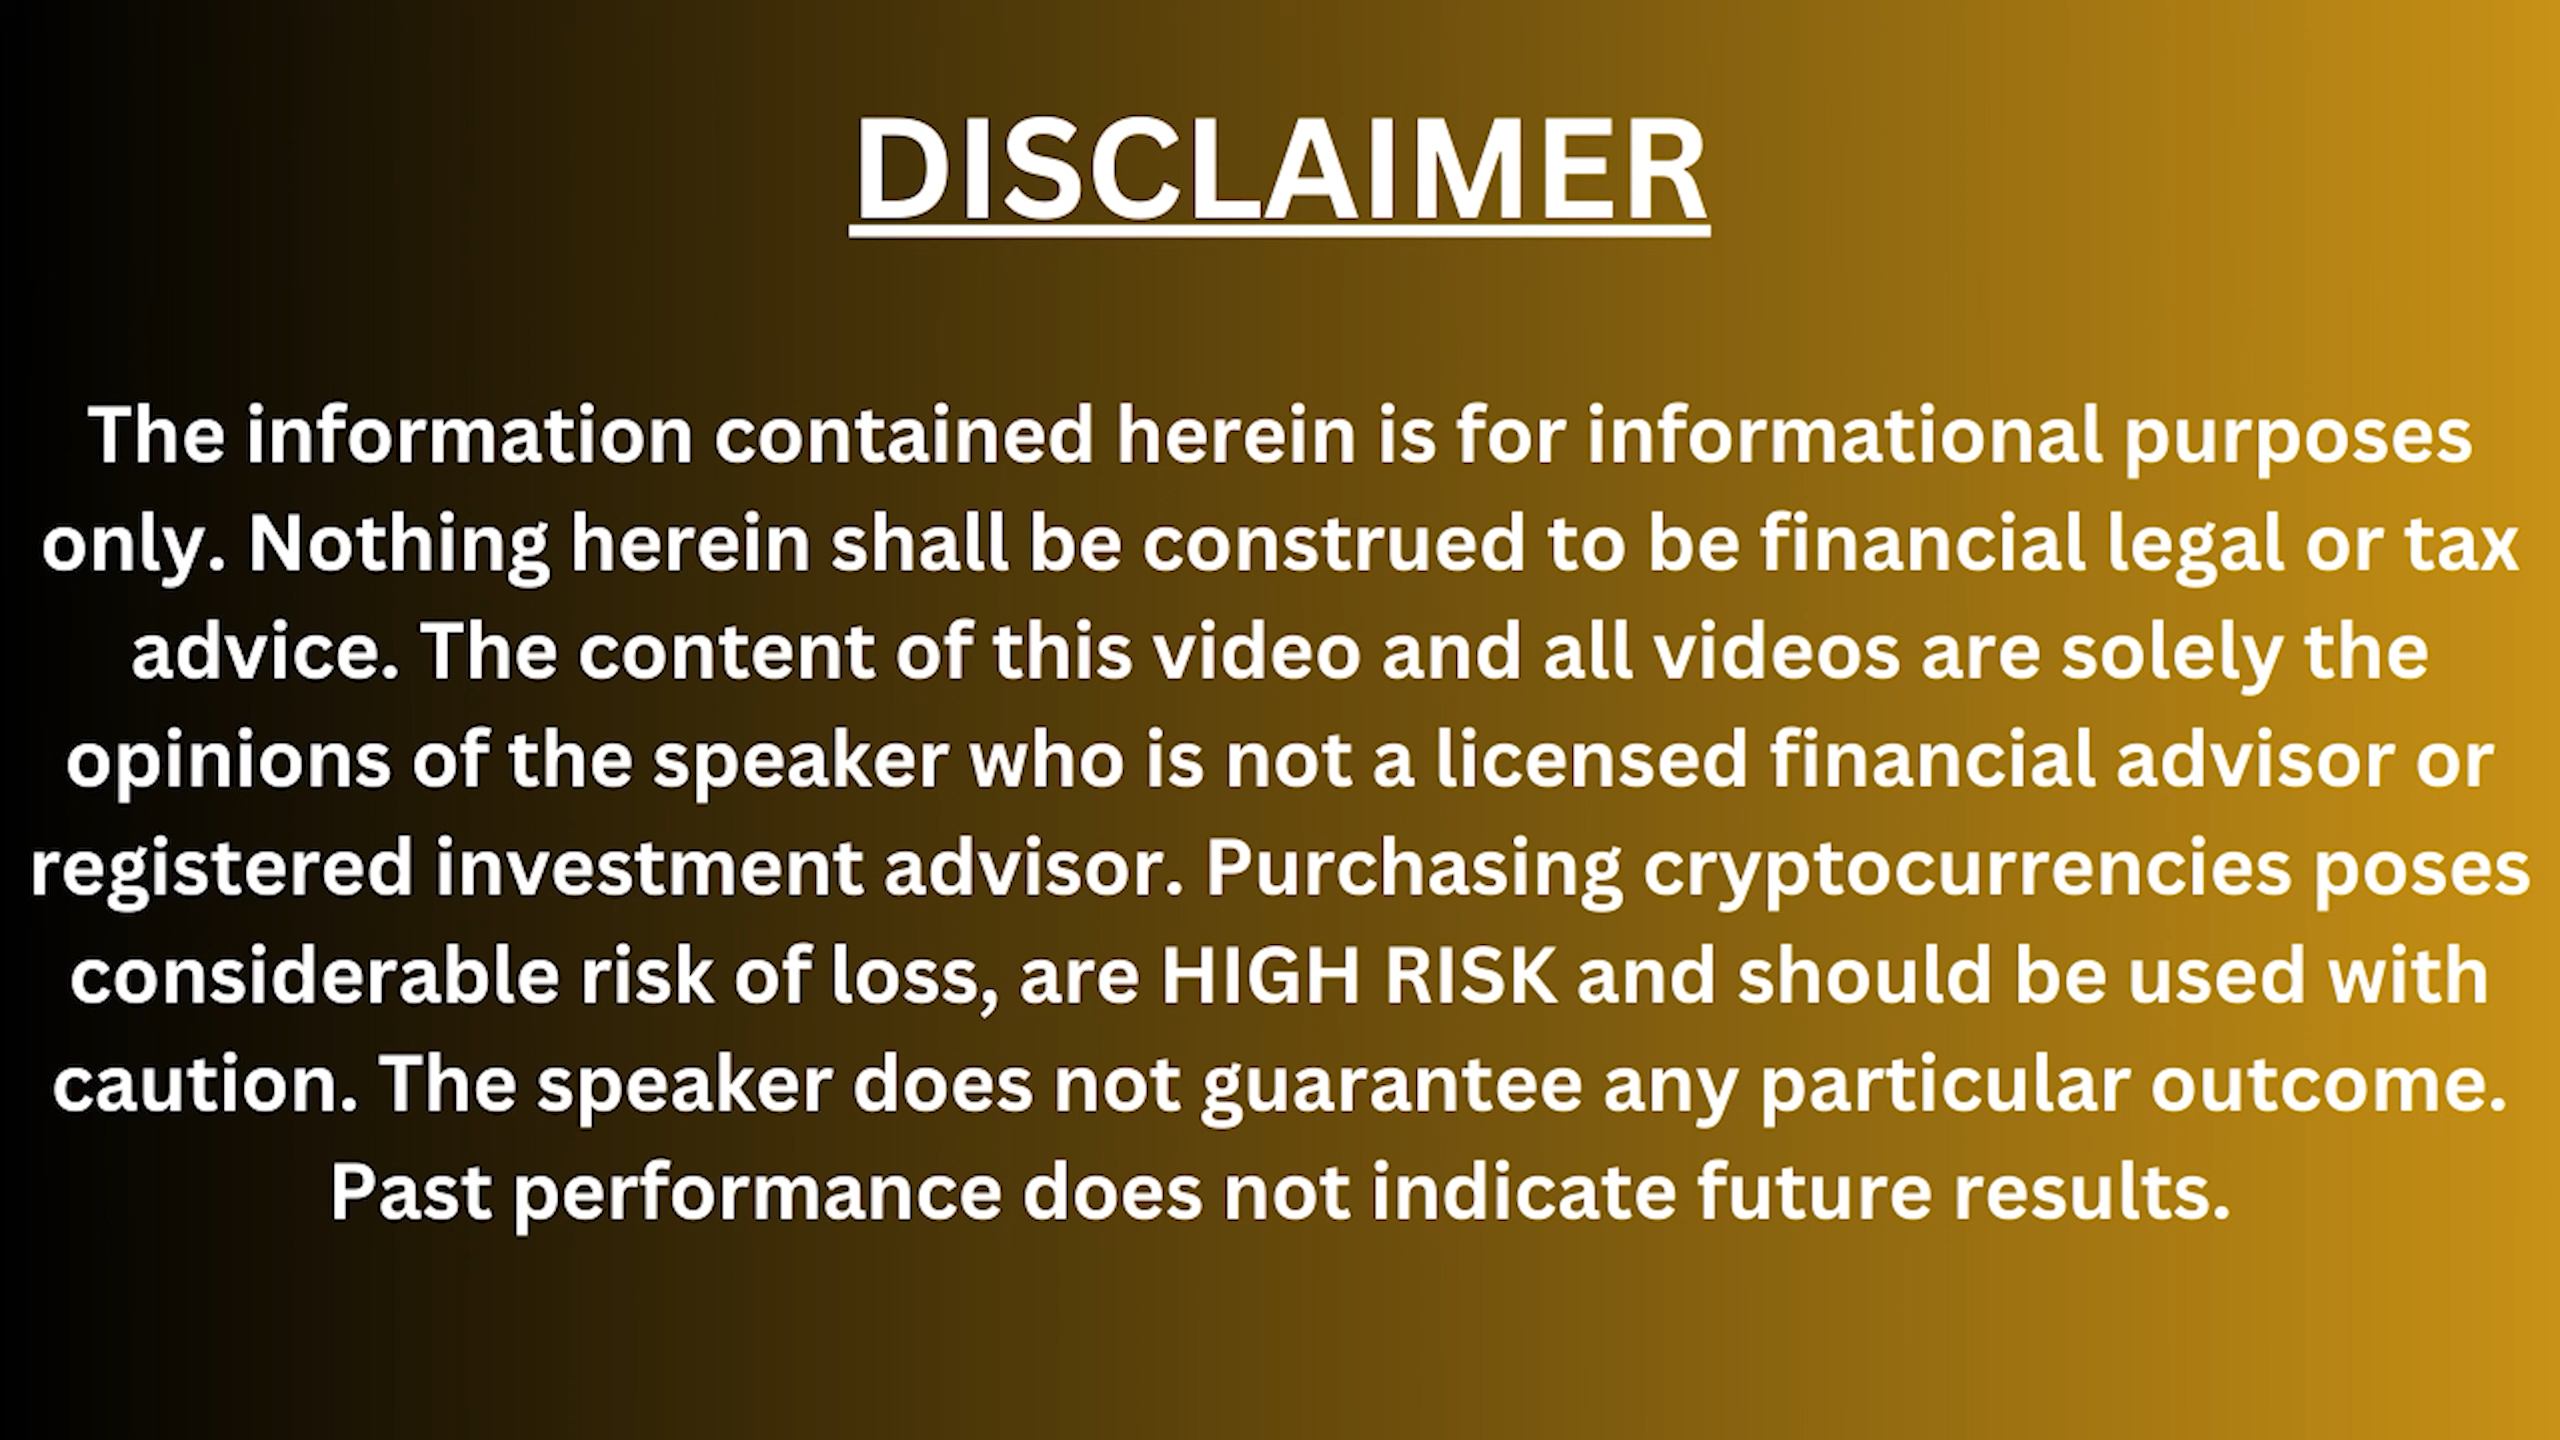 DISCLAIMER
The information contained herein is for informational purposes
only. Nothing herein shall be construed to be financial legal or tax
advice. The content of this video and all videos are solely the
opinions of the speaker who is not a licensed financial advisor or
registered investment advisor. Purchasing cryptocurrencies poses
considerable risk of loss, are HIGH RISK and should be used with
caution. The speaker does not guarantee any particular outcome.
Past performance does not indicate future results.